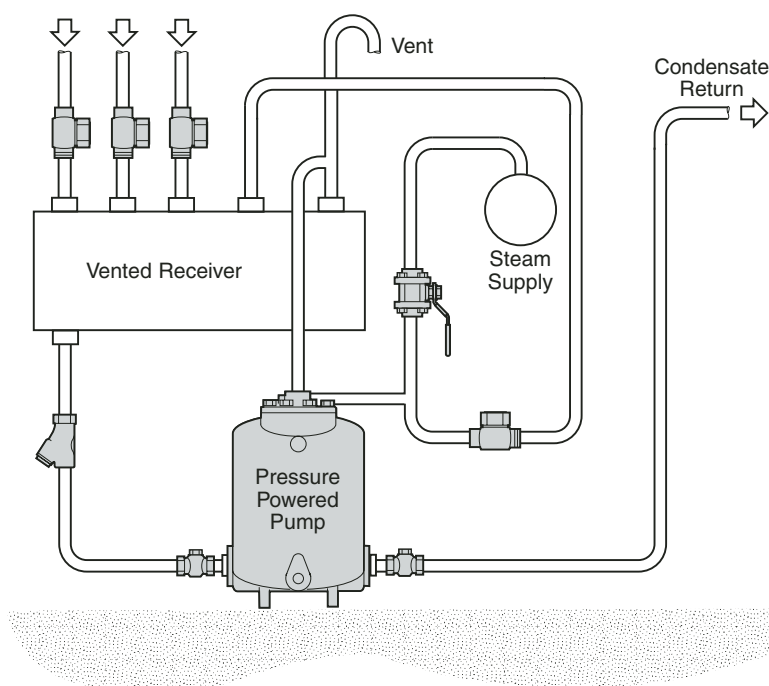 Vent
Condensate
Return
Steam
Supply
Vented Receiver
Pressure
Powered
Pump